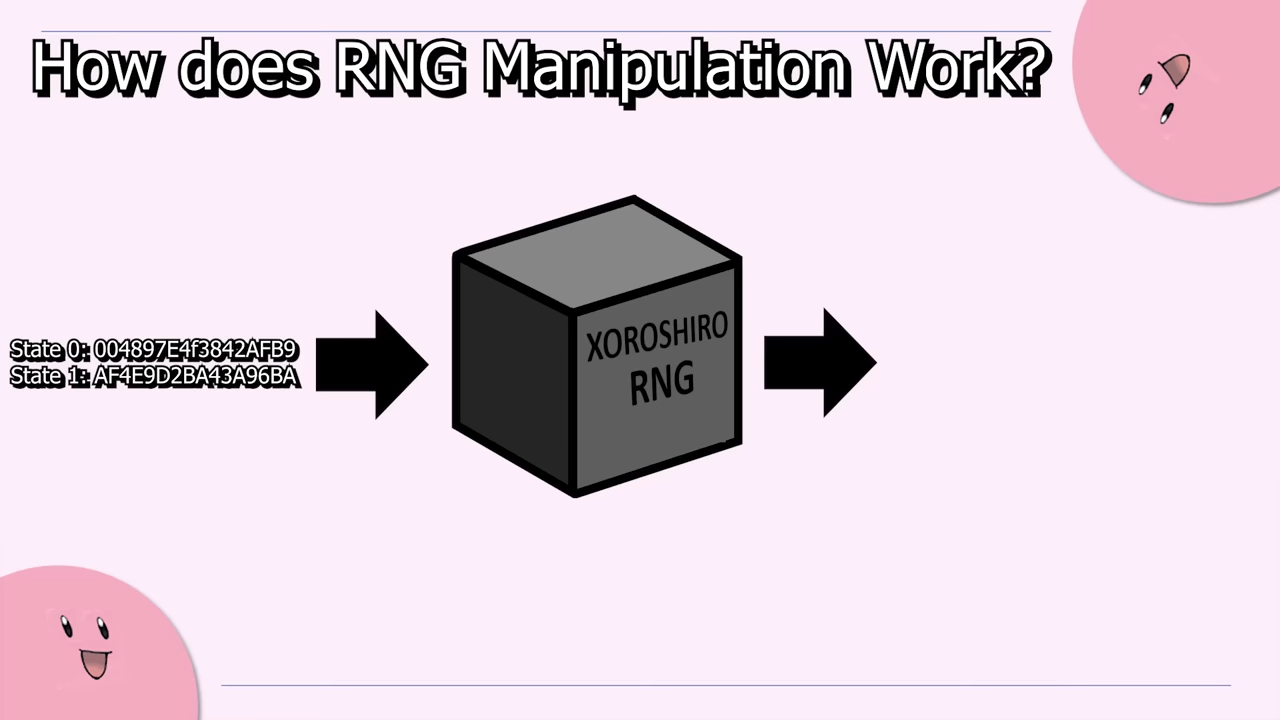 How does RNG Manipulation Work?
XOROSHIRO
RNG
State 0: 004897E4f3842AFB9
State 1: AF4E9D2BA43A96BA